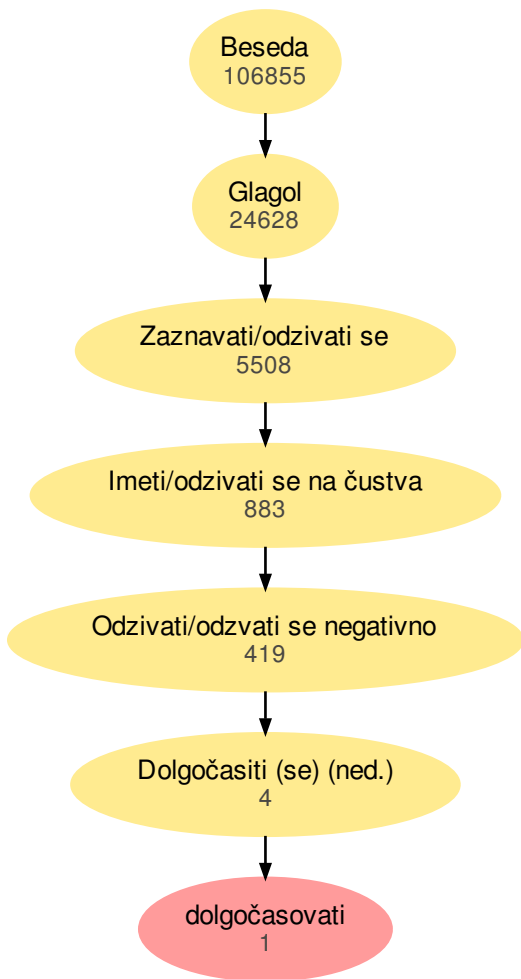 Beseda
106855
Glagol
24628
Zaznavati/odzivati se
5508
Imeti/odzivati se na čustva
883
Odzivati/odzvati se negativno
419
Dolgočasiti (se) (ned.)
4
dolgočasovati
1